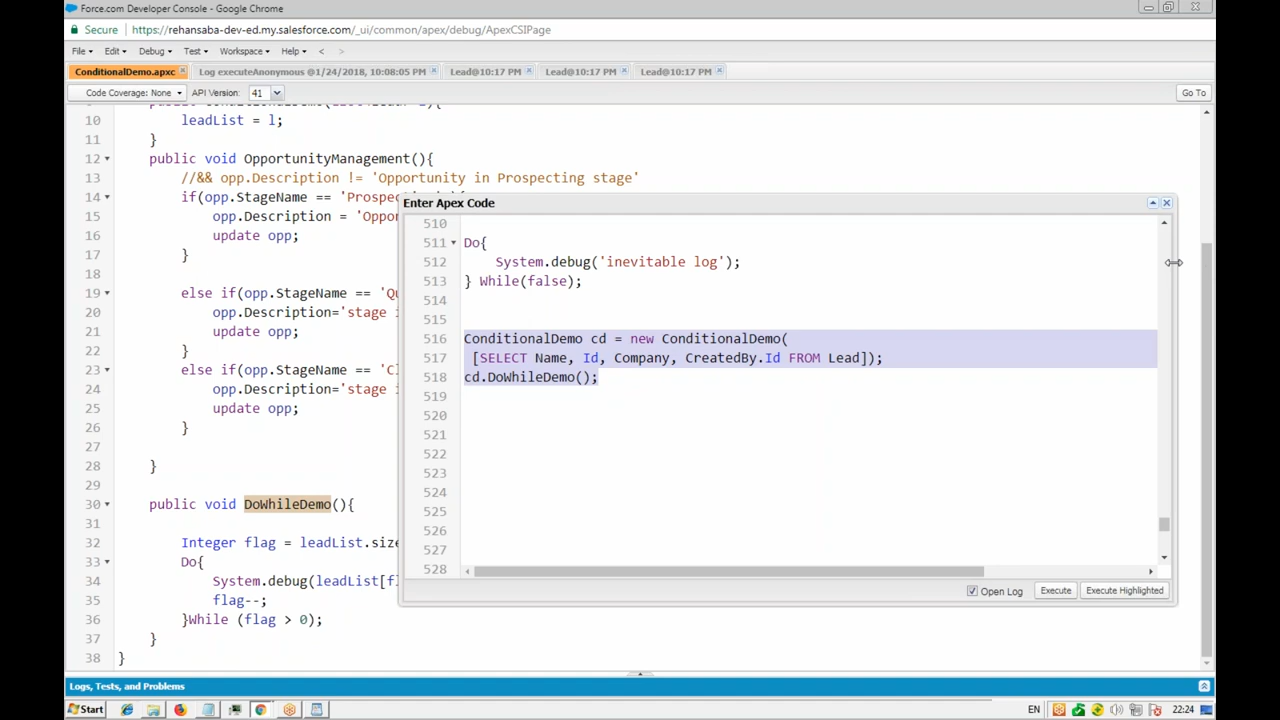 Force.com Developer Console - Google Chrome
Secure https://rehansaba-dev-ed.my.salesforce.com/_ui/common/apex/debug/ApexCSIPage
File Edit Debug Test Workspace Help < >
ConditionalDemo.apxc Log executeAnonymous @1/24/2018, 10:08:05 PM Lead@10:17 PM Lead@10:17 PM Lead@10:17 PM
Code Coverage: None API Version: 41 Go To
10 leadList = l;
11 }
12 public void OpportunityManagement(){
13 //&& opp.Description != 'Opportunity in Prospecting stage'
14 if(opp.StageName == 'Prospec
15 opp.Description = 'Oppo
16 update opp;
17 }
18
19 else if(opp.StageName == 'Qu
20 opp.Description='stage i
21 update opp;
22 }
23 else if(opp.StageName == 'Cl
24 opp.Description='stage i
25 update opp;
26 }
27
28 }
29
30 public void DoWhileDemo(){
31
32 Integer flag = leadList.size
33 Do{
34 System.debug(leadList[fl
35 flag--;
36 }While (flag > 0);
37 }
38 }
Enter Apex Code
510
511 Do{
512 System.debug('inevitable log');
513 } While(false);
514
515
516 ConditionalDemo cd = new ConditionalDemo(
517 [SELECT Name, Id, Company, CreatedBy.Id FROM Lead]);
518 cd.DoWhileDemo();
519
520
521
522
523
524
525
526
527
528
Open Log Execute Execute Highlighted
Logs, Tests, and Problems
Start EN 22:24